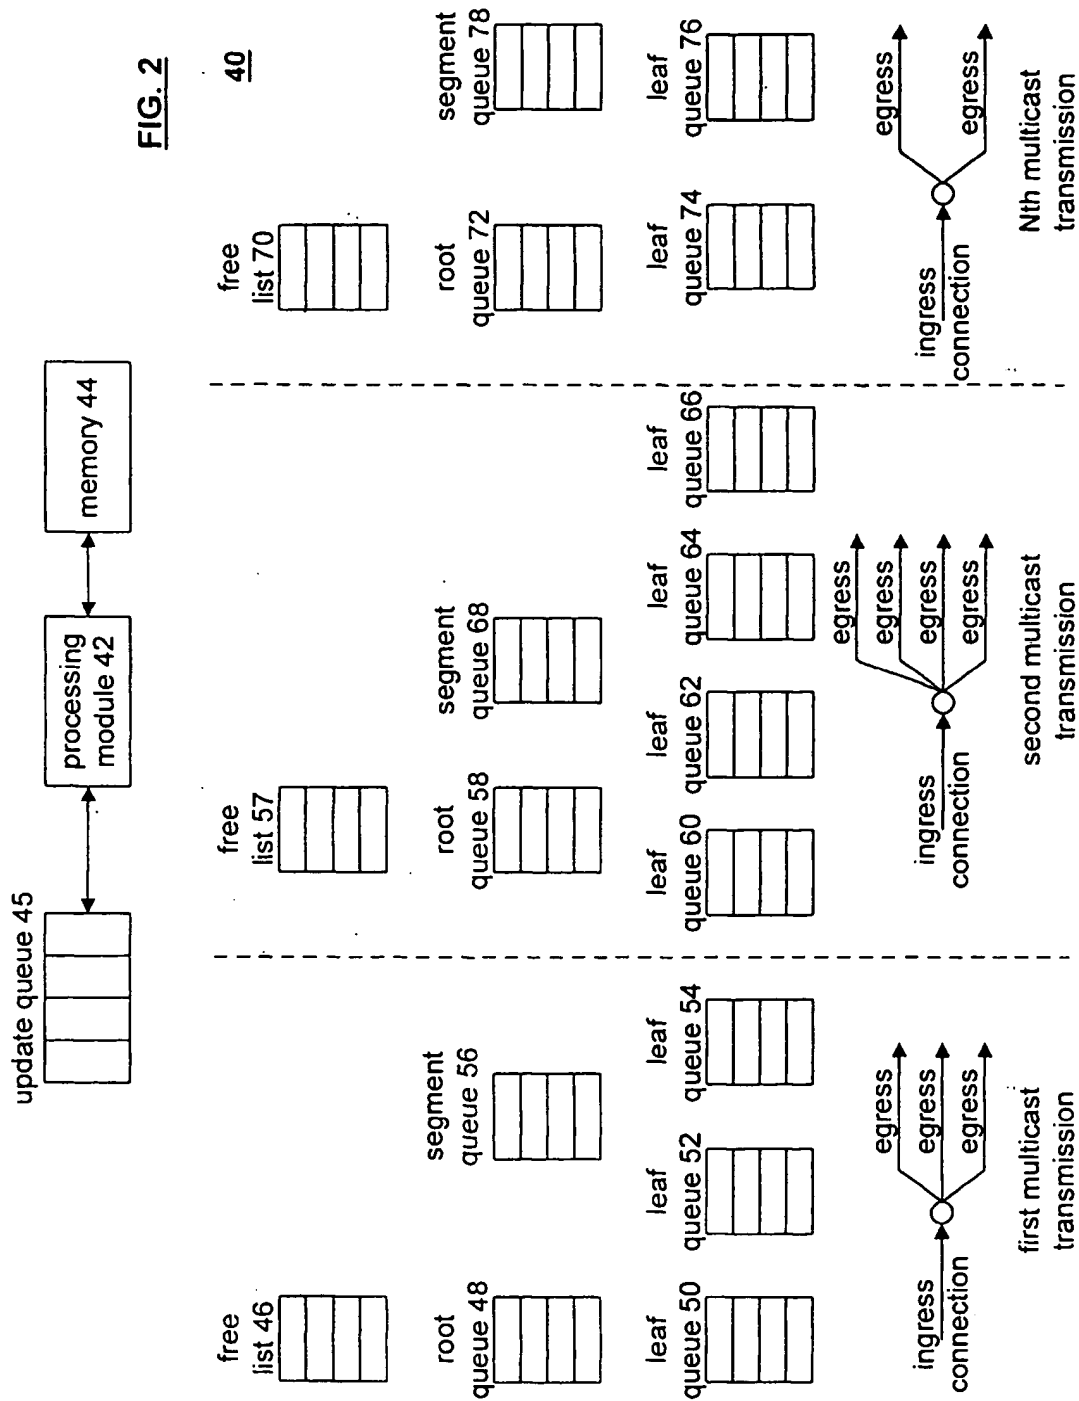 FIG. 2
40
update queue 45
processing
module 42
memory 44
free
list 46
root
queue 48
segment
queue 56
leaf
queue 50
leaf
queue 52
leaf
queue 54
ingress
connection
egress
egress
egress
first multicast
transmission
free
list 57
root
queue 58
segment
queue 68
leaf
queue 60
leaf
queue 62
leaf
queue 64
leaf
queue 66
ingress
connection
egress
egress
egress
egress
second multicast
transmission
free
list 70
root
queue 72
segment
queue 78
leaf
queue 74
leaf
queue 76
ingress
connection
egress
egress
Nth multicast
transmission